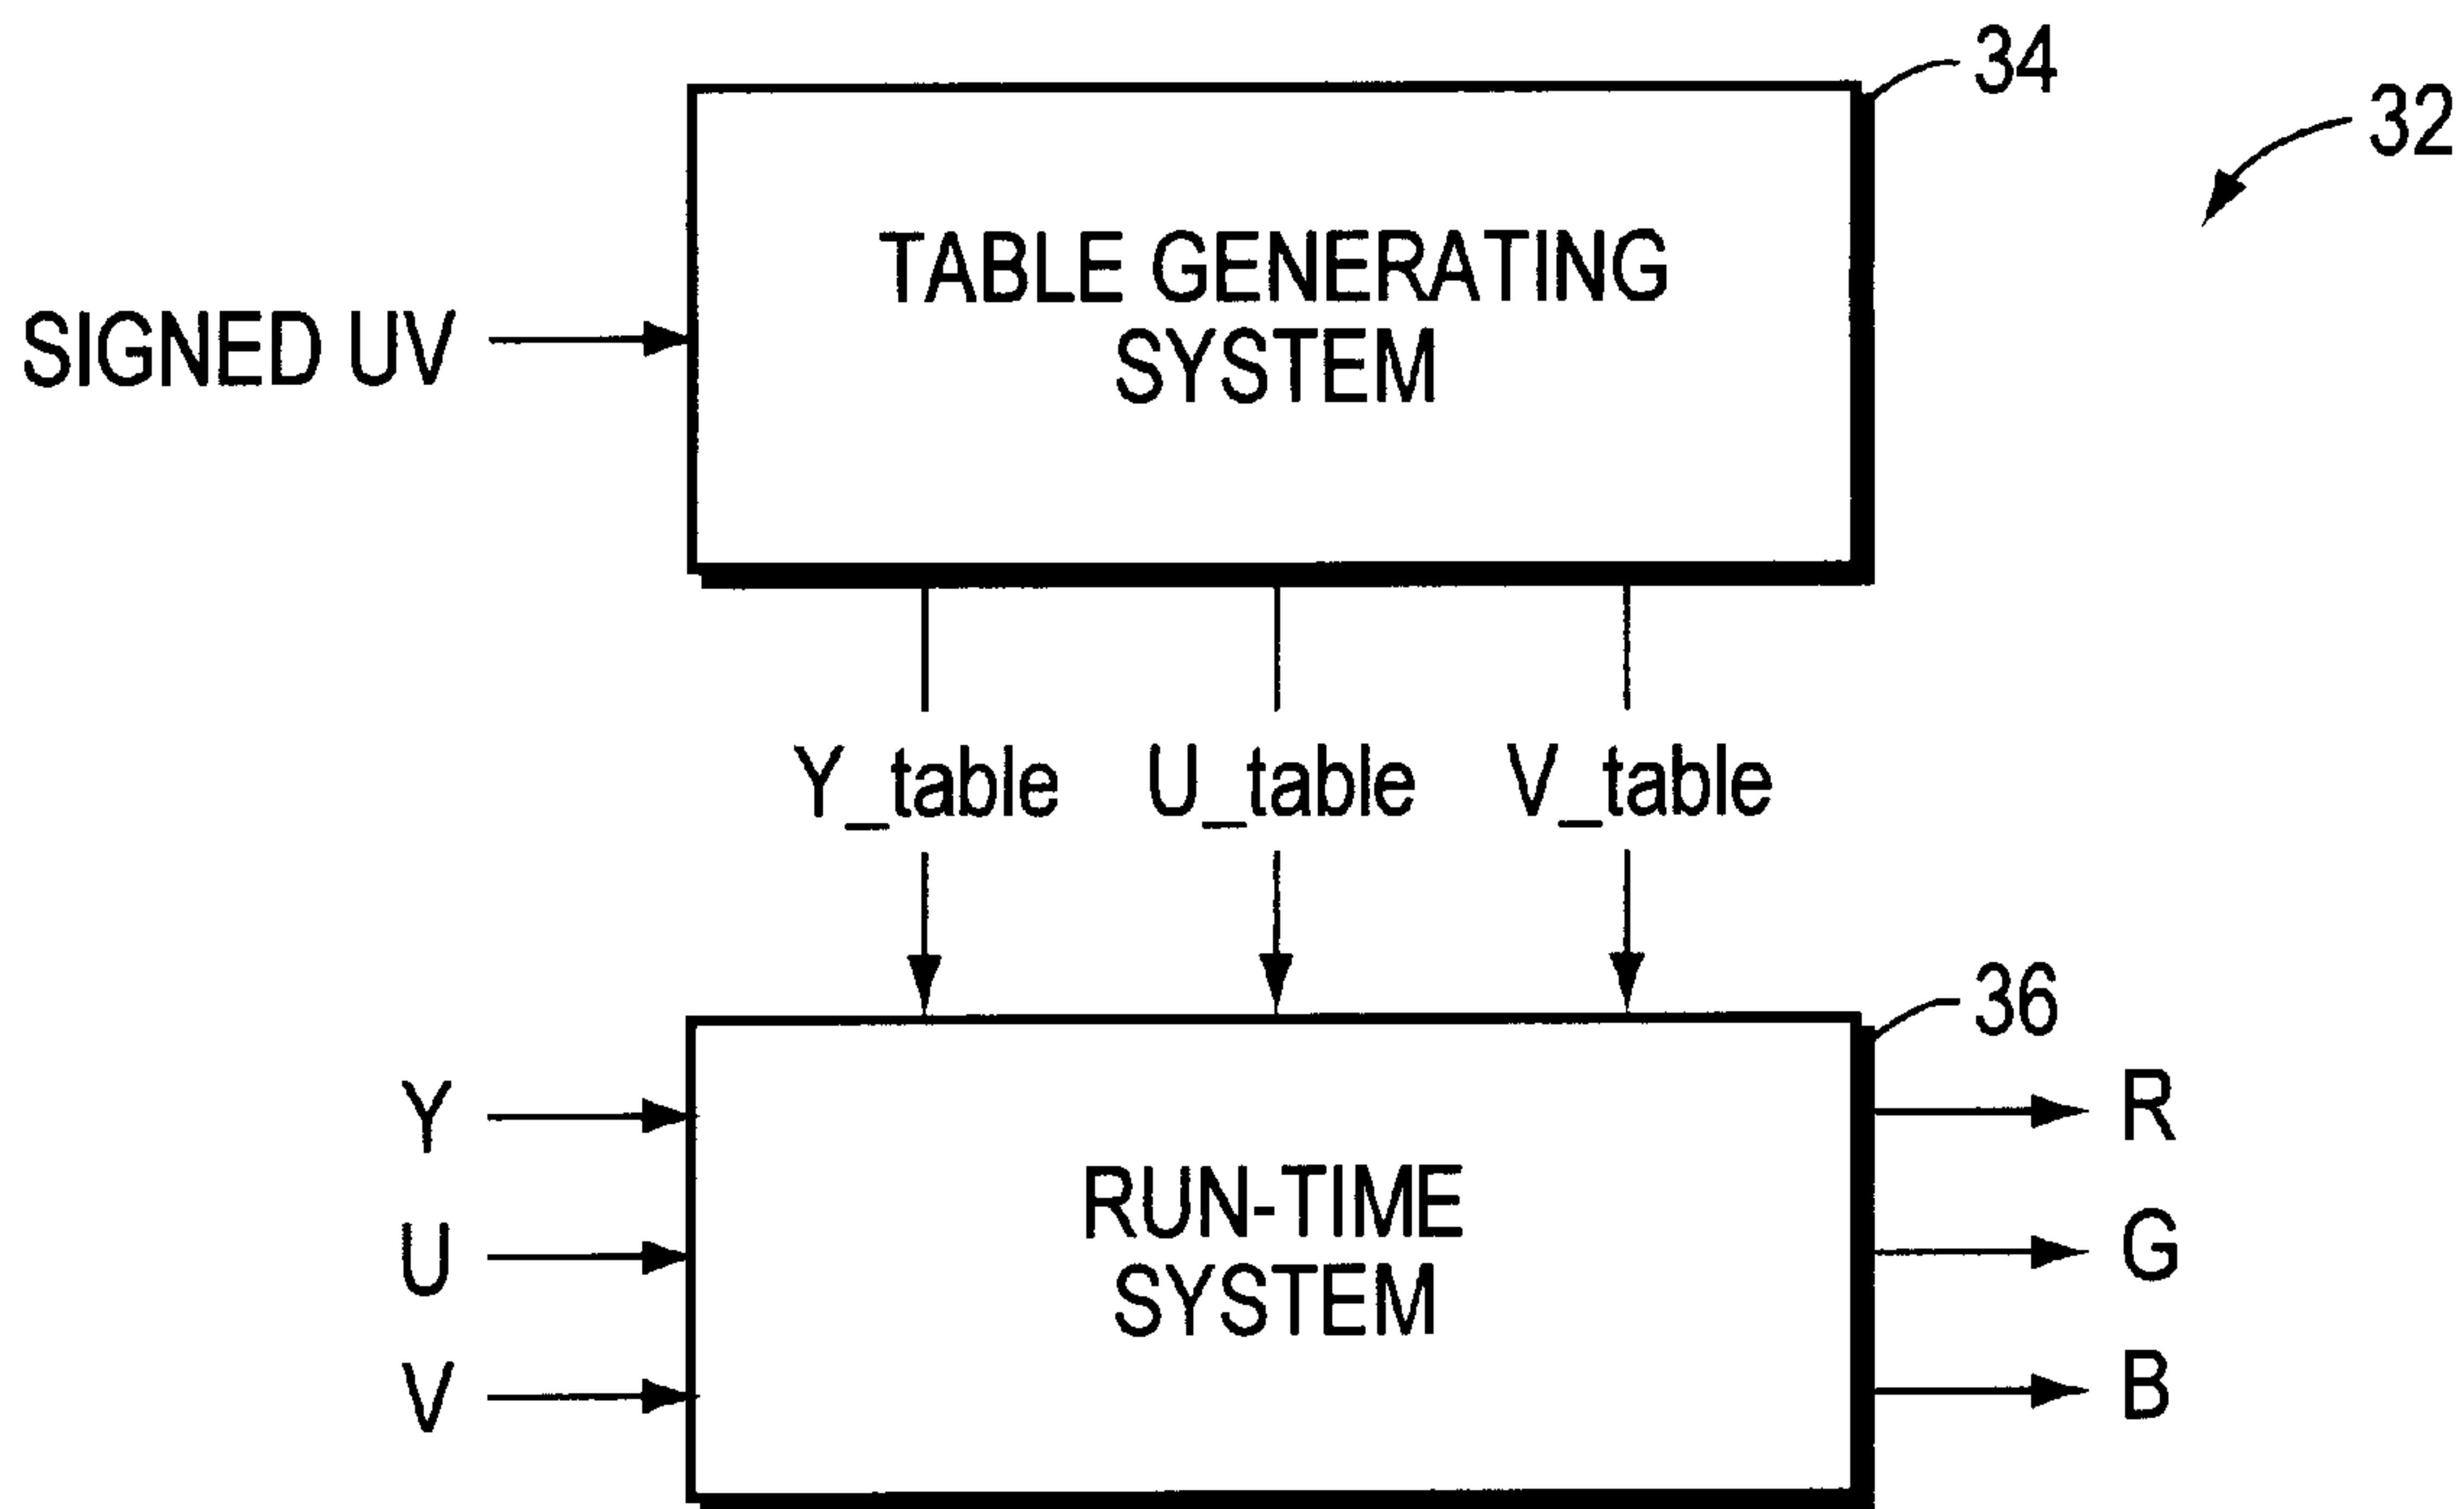 34
32
TABLE GENERATING
SYSTEM
SIGNED UV
Y_table U_table V_table
36
Y
R
RUN-TIME
U
G
SYSTEM
V
B